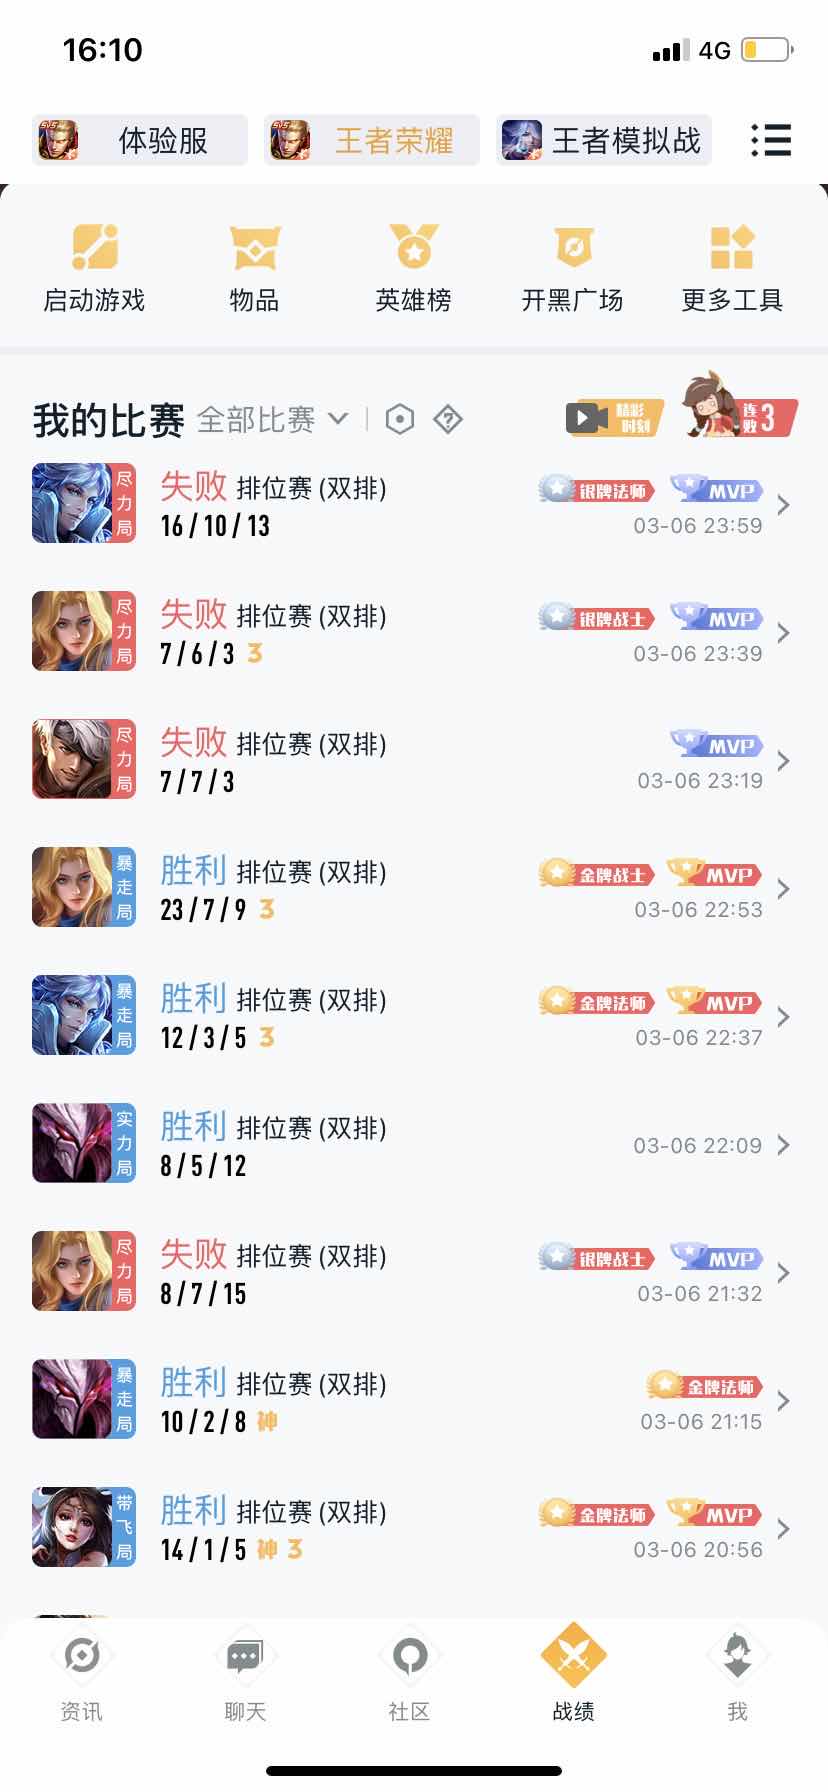 16:10 4G
体验服 王者荣耀 王者模拟战
启动游戏 物品 英雄榜 开黑广场 更多工具
我的比赛 全部比赛 精彩时刻 连败3
尽力局 失败 排位赛 (双排) 银牌法师 MVP
16 / 10 / 13 03-06 23:59
尽力局 失败 排位赛 (双排) 银牌战士 MVP
7 / 6 / 3 3 03-06 23:39
尽力局 失败 排位赛 (双排) MVP
7 / 7 / 3 03-06 23:19
暴走局 胜利 排位赛 (双排) 金牌战士 MVP
23 / 7 / 9 3 03-06 22:53
暴走局 胜利 排位赛 (双排) 金牌法师 MVP
12 / 3 / 5 3 03-06 22:37
实力局 胜利 排位赛 (双排)
8 / 5 / 12 03-06 22:09
尽力局 失败 排位赛 (双排) 银牌战士 MVP
8 / 7 / 15 03-06 21:32
暴走局 胜利 排位赛 (双排) 金牌法师
10 / 2 / 8 神 03-06 21:15
带飞局 胜利 排位赛 (双排) 金牌法师 MVP
14 / 1 / 5 神 3 03-06 20:56
资讯 聊天 社区 战绩 我